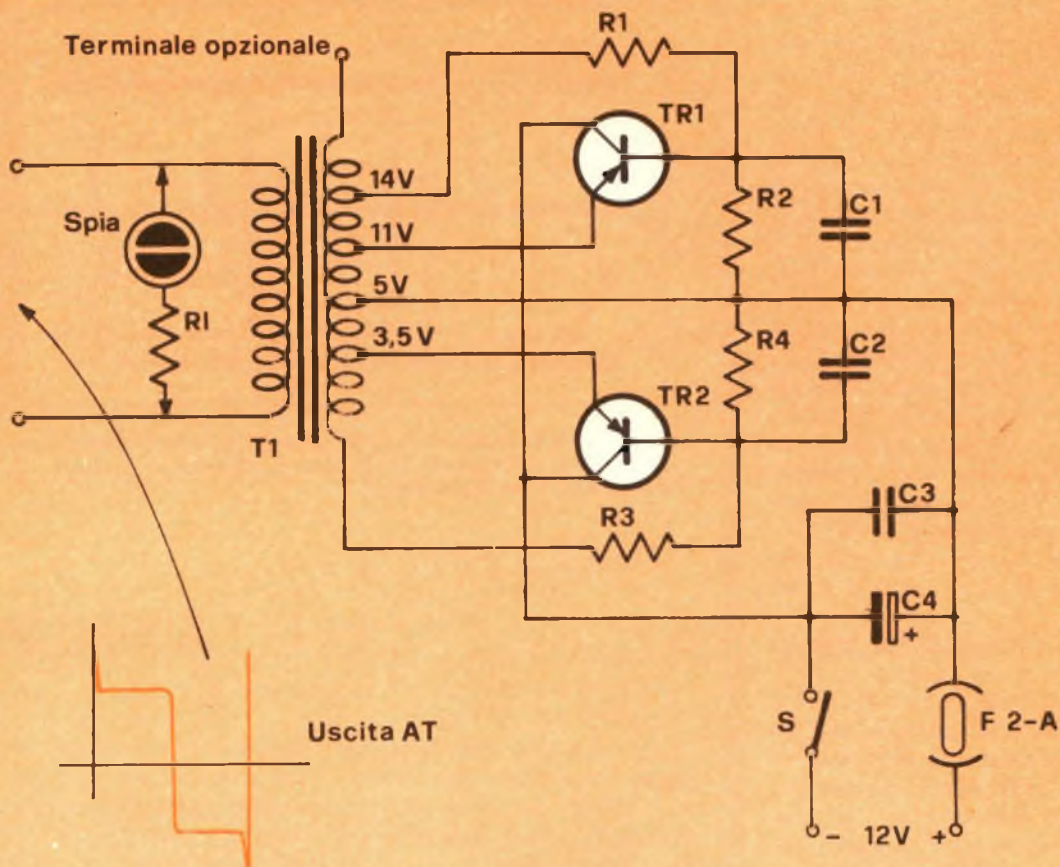 Terminale opzionale
R1
TR1
14V
Spia
11V
R2
C1
5V
RI
3,5 V
R4
C2
TR2
T1
R3
C3
C4
+
Uscita AT
S
F 2-A
- 12V +